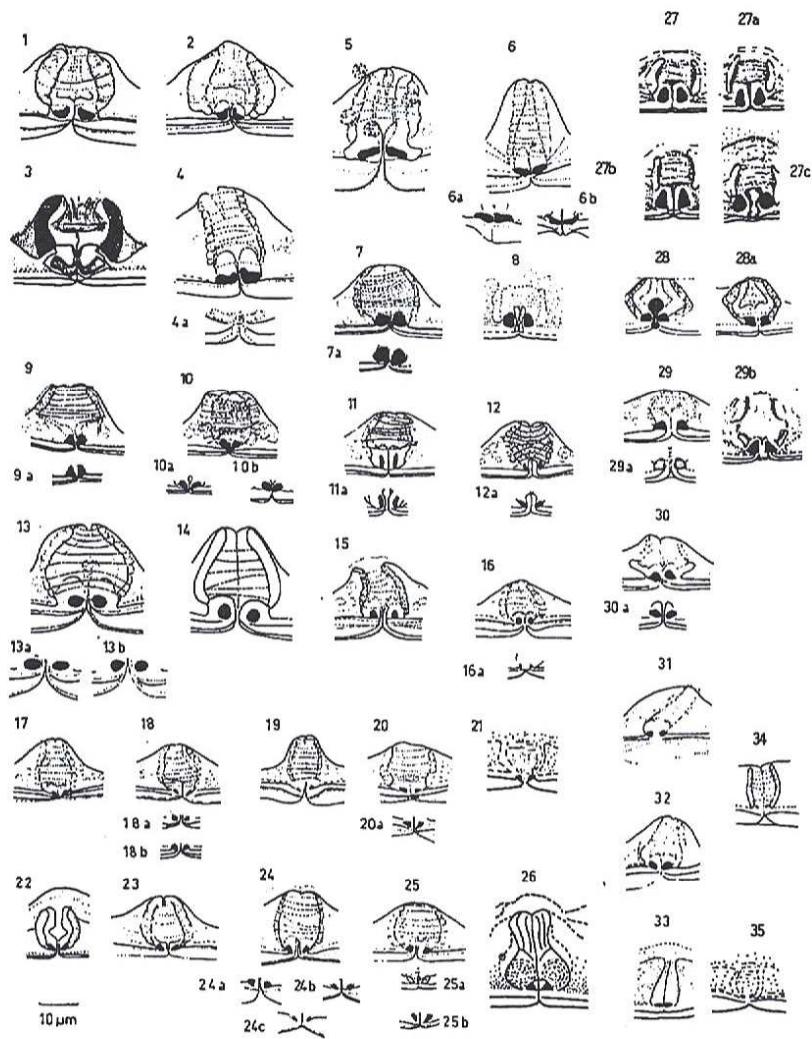 1 2 5 6 27 27a
3 4 27b 27c
6a 6b
7 8 28 28a
4a
7a
9 10 11 12 29 29b
9a 10a 10b 11a 12a 29a
13 14 15 16 30
30a
13a 13b 16a
31
17 18 19 20 21 34
18a 20a 32
18b
22 23 24 25 26 33 35
24a 24b 25a
10 µm 24c 25b